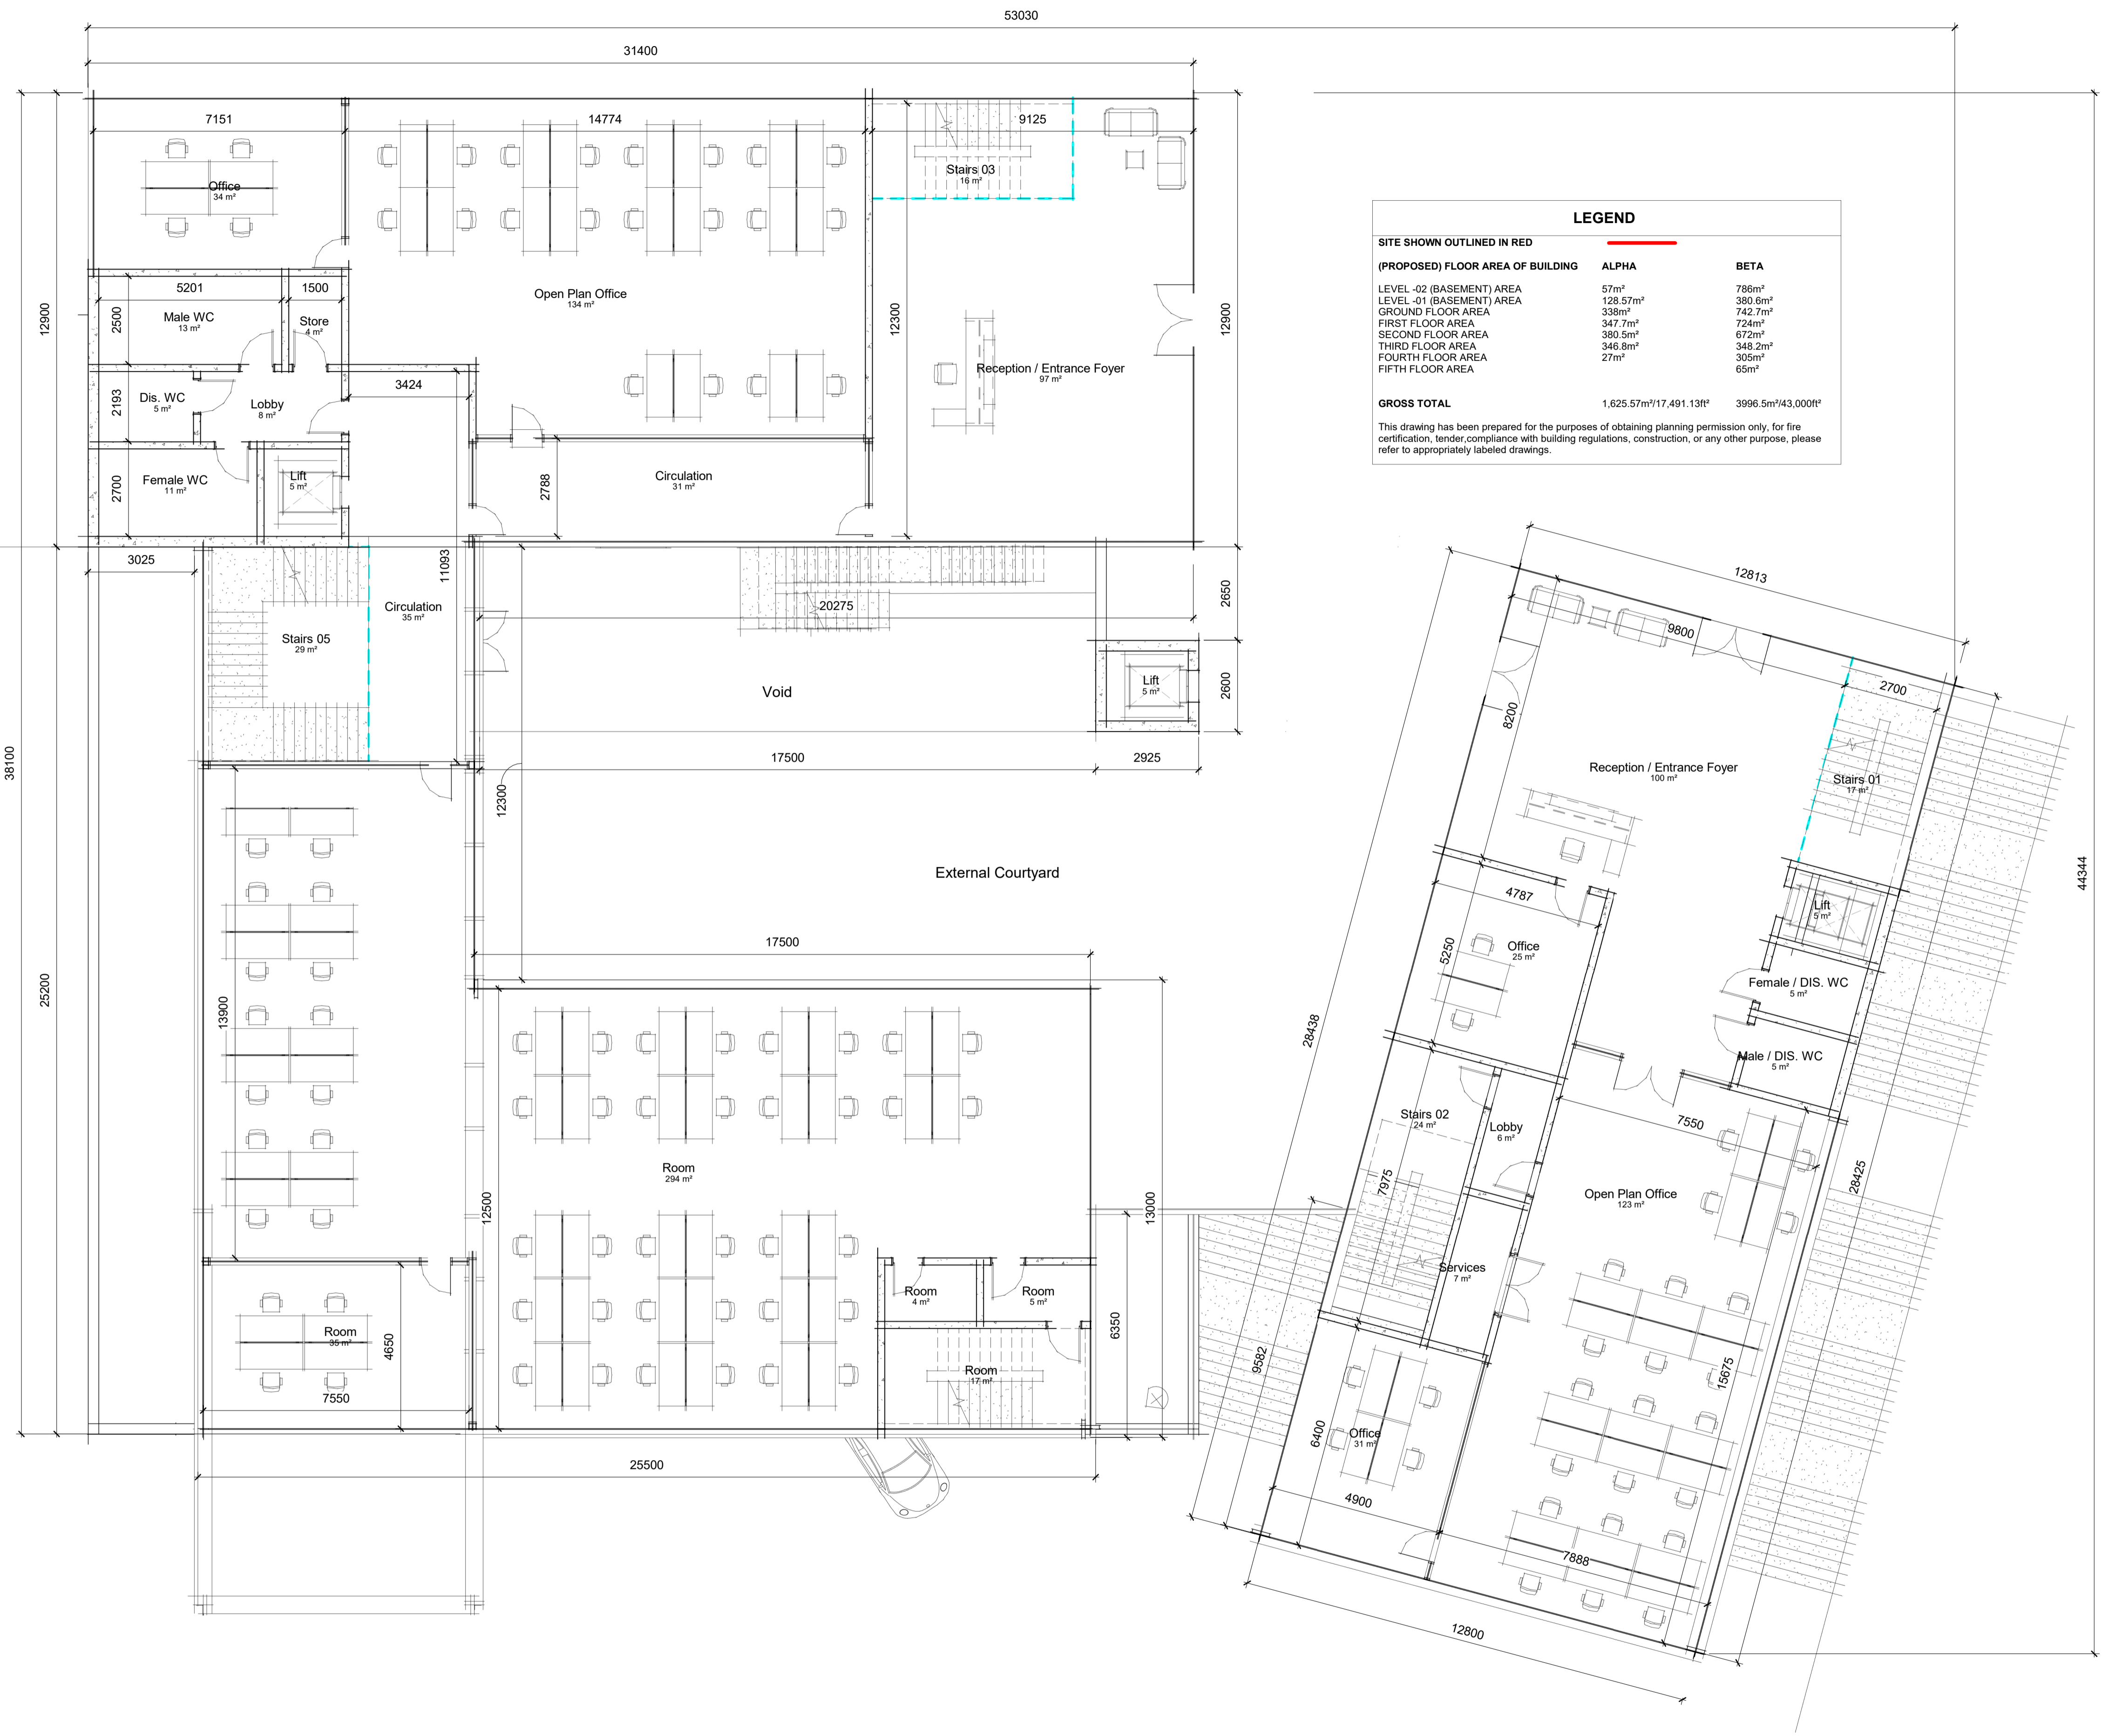 53030
31400
7151
14774
9125
Office
34 m²
Stairs 03
16 m²
12900
5201
1500
2500
Male WC
13 m²
Store
4 m²
Open Plan Office
134 m²
12300
12900
Reception / Entrance Foyer
97 m²
3424
2193
Dis. WC
5 m²
Lobby
8 m²
2700
Female WC
11 m²
Lift
5 m²
2788
Circulation
31 m²
3025
11093
Circulation
35 m²
Stairs 05
29 m²
20275
2650
Void
Lift
5 m²
2600
38100
17500
2925
12300
External Courtyard
17500
25200
13900
12500
13000
Room
294 m²
Room
4 m²
Room
5 m²
6350
Room
35 m²
4650
7550
Room
17 m²
25500
LEGEND
SITE SHOWN OUTLINED IN RED
(PROPOSED) FLOOR AREA OF BUILDING ALPHA BETA
LEVEL -02 (BASEMENT) AREA 57m² 786m²
LEVEL -01 (BASEMENT) AREA 128.57m² 380.6m²
GROUND FLOOR AREA 338m² 742.7m²
FIRST FLOOR AREA 347.7m² 724m²
SECOND FLOOR AREA 380.5m² 672m²
THIRD FLOOR AREA 346.8m² 348.2m²
FOURTH FLOOR AREA 27m² 305m²
FIFTH FLOOR AREA 65m²
GROSS TOTAL 1,625.57m²/17,491.13ft² 3996.5m²/43,000ft²
This drawing has been prepared for the purposes of obtaining planning permission only, for fire
certification, tender,compliance with building regulations, construction, or any other purpose, please
refer to appropriately labeled drawings.
12813
9800
2700
8200
Reception / Entrance Foyer
100 m²
Stairs 01
17 m²
44344
4787
Lift
5 m²
5250
Office
25 m²
Female / DIS. WC
5 m²
28438
Male / DIS. WC
5 m²
Stairs 02
24 m²
Lobby
6 m²
7550
7975
28425
Open Plan Office
123 m²
Services
7 m²
9582
15675
6400
Office
31 m²
4900
7888
12800